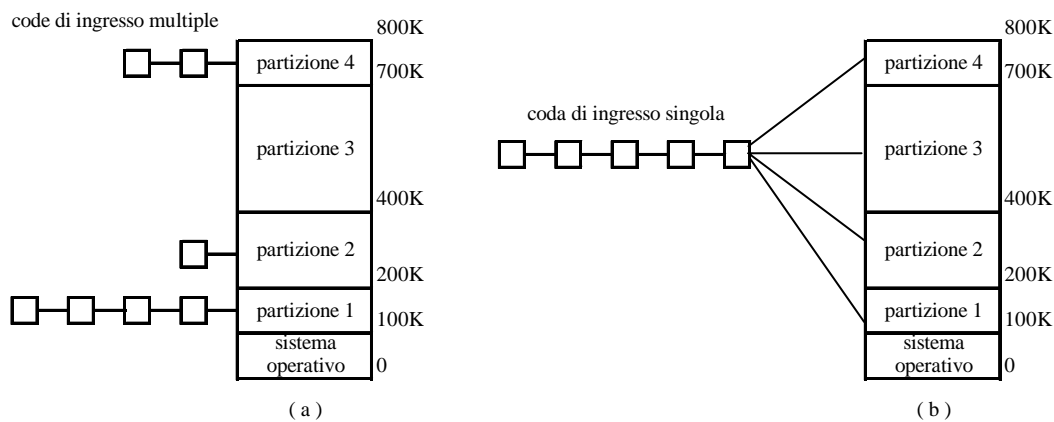 code di ingresso multiple
800K
partizione 4
700K
partizione 3
400K
partizione 2
200K
partizione 1
100K
sistema
operativo
0
( a )
coda di ingresso singola
800K
partizione 4
700K
partizione 3
400K
partizione 2
200K
partizione 1
100K
sistema
operativo
0
( b )